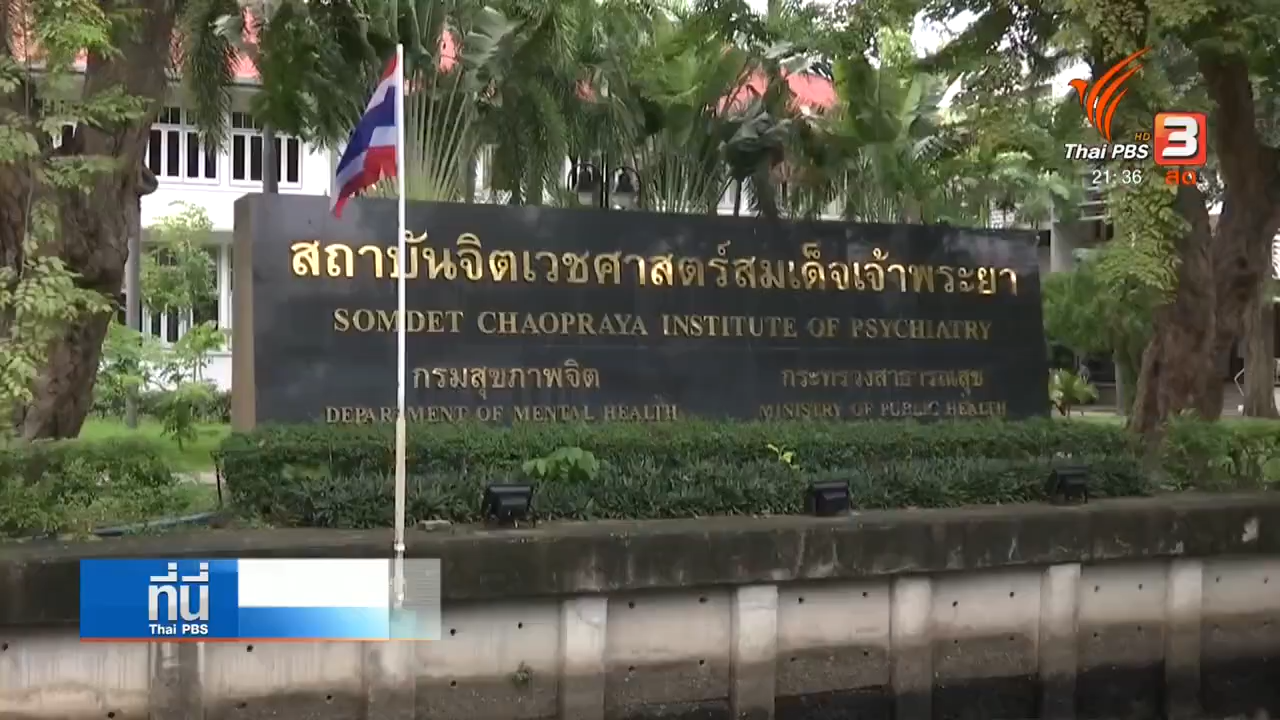 HD
Thai PBS
3
21:36
สด
สถาบันจิตเวชศาสตร์สมเด็จเจ้าพระยา
SOMDET CHAOPRAYA INSTITUTE OF PSYCHIATRY
กรมสุขภาพจิต
กระทรวงสาธารณสุข
DEPARTMENT OF MENTAL HEALTH
MINISTRY OF PUBLIC HEALTH
ที่นี่
Thai PBS